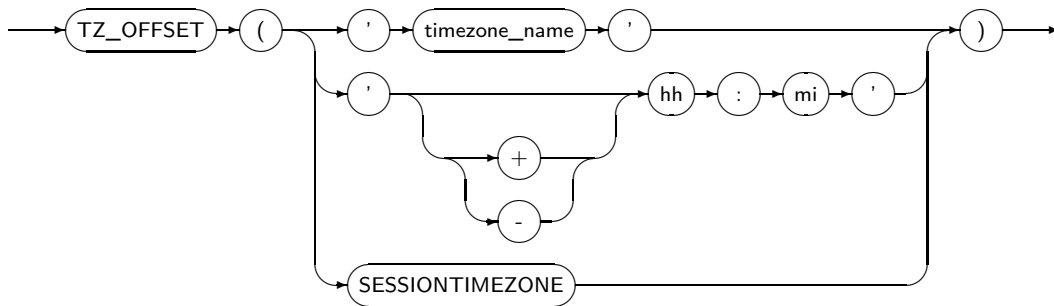 TZ_OFFSET ( ' timezone_name ' )
' hh : mi '
+
-
SESSIONTIMEZONE